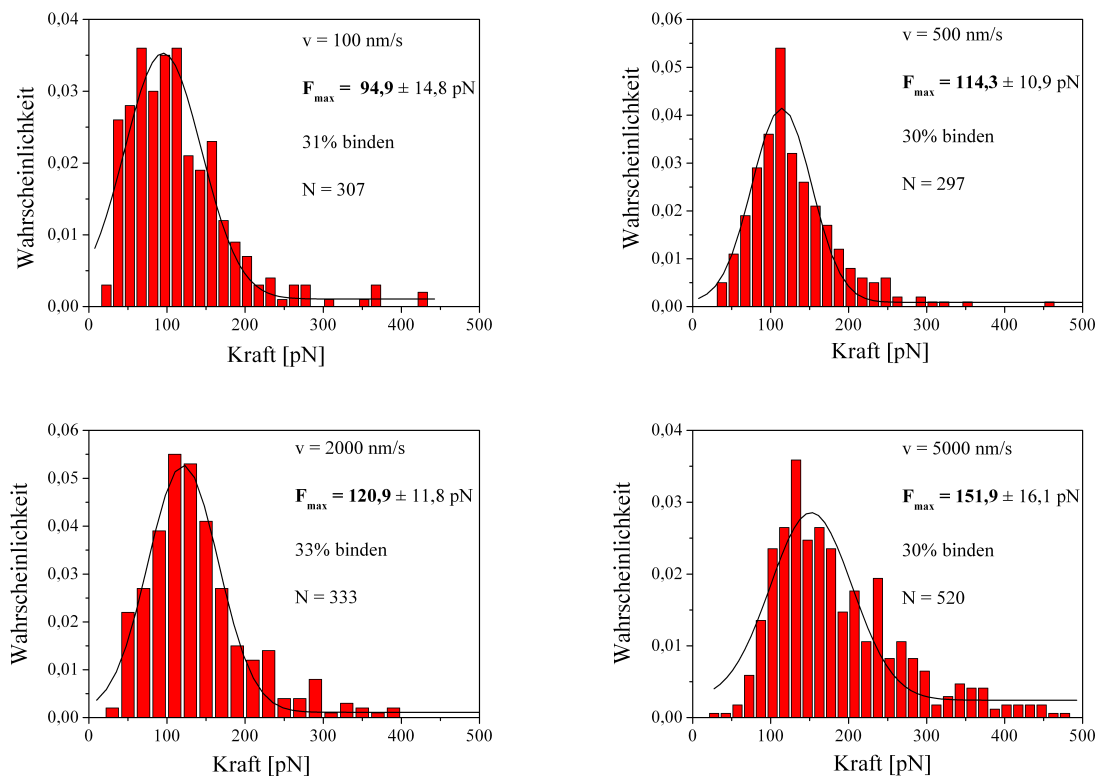 0,04
0,03
0,02
0,01
0,00
Wahrscheinlichkeit
v = 100 nm/s
Fmax = 94,9 ± 14,8 pN
31% binden
N = 307
0 100 200 300 400 500
Kraft [pN]
0.06
0.05
0.04
0.03
0.02
0.01
0.00
Wahrscheinlichkeit
v = 500 nm/s
Fmax = 114,3 ± 10,9 pN
30% binden
N = 297
0 100 200 300 400 500
Kraft [pN]
0,06
0,05
0,04
0,03
0,02
0,01
0,00
Wahrscheinlichkeit
v = 2000 nm/s
Fmax = 120,9 ± 11,8 pN
33% binden
N = 333
0 100 200 300 400 500
Kraft [pN]
0,04
0,03
0,02
0,01
0,00
Wahrscheinlichkeit
v = 5000 nm/s
Fmax = 151,9 ± 16,1 pN
30% binden
N = 520
0 100 200 300 400 500
Kraft [pN]